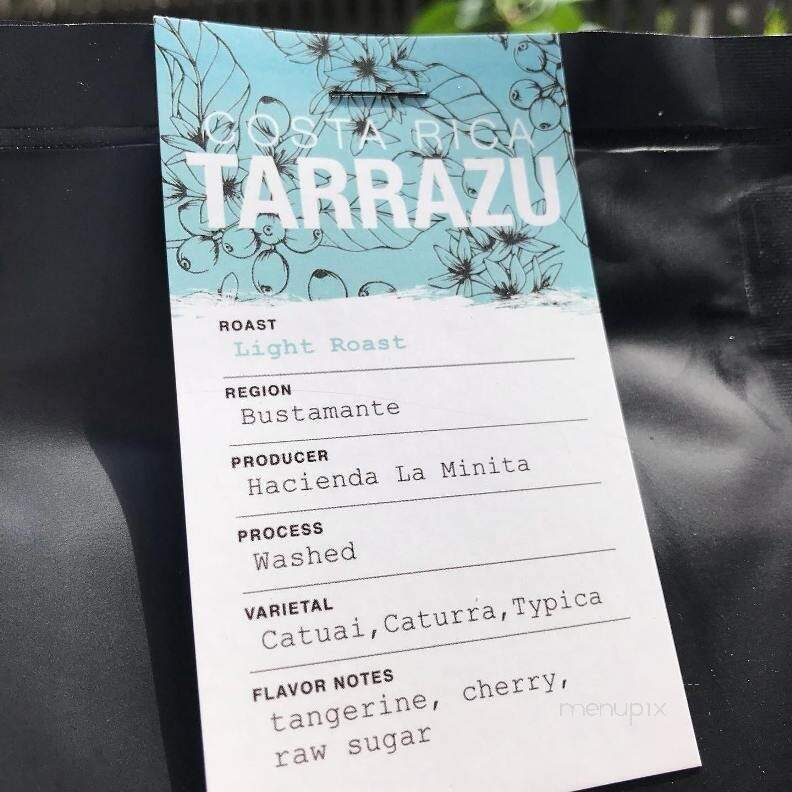 COSTA RICA
TARRAZU
ROAST
Light Roast
REGION
Bustamante
PRODUCER
Hacienda La Minita
PROCESS
Washed
VARIETAL
Catuai,Caturra,Typica
FLAVOR NOTES
tangerine, cherry,
raw sugar
menupix